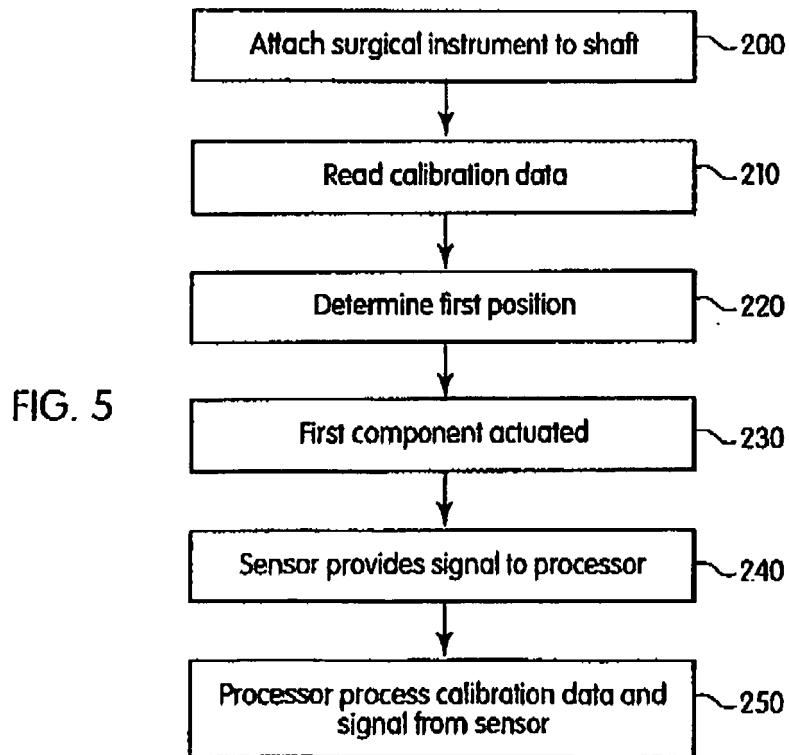 Attach surgical instrument to shaft
200
Read calibration data
210
Determine first position
220
FIG. 5
First component actuated
230
Sensor provides signal to processor
240
Processor process calibration data and
signal from sensor
250